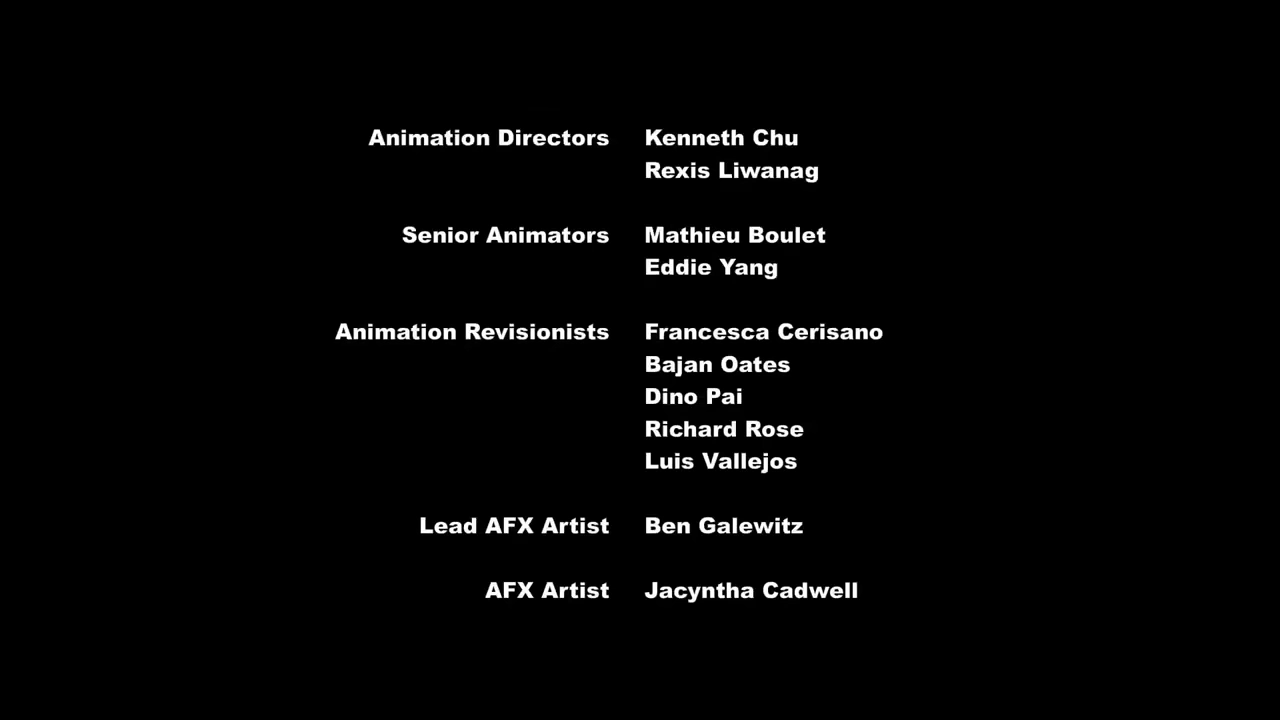 Animation Directors Kenneth Chu
Rexis Liwanag
Senior Animators Mathieu Boulet
Eddie Yang
Animation Revisionists Francesca Cerisano
Bajan Oates
Dino Pai
Richard Rose
Luis Vallejos
Lead AFX Artist Ben Galewitz
AFX Artist Jacyntha Cadwell